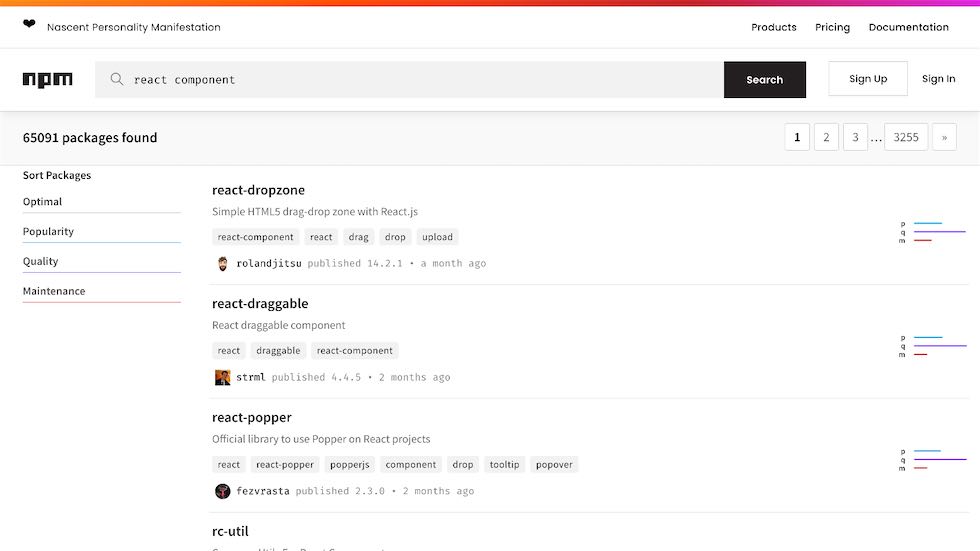 ❤ Nascent Personality Manifestation
Products Pricing Documentation
npm
react component
Search
Sign Up
Sign In
65091 packages found
1 2 3 ... 3255 »
Sort Packages
Optimal
Popularity
Quality
Maintenance
react-dropzone
Simple HTML5 drag-drop zone with React.js
react-component react drag drop upload
rolandjitsu published 14.2.1 • a month ago
p
q
m
react-draggable
React draggable component
react draggable react-component
strml published 4.4.5 • 2 months ago
p
q
m
react-popper
Official library to use Popper on React projects
react react-popper popperjs component drop tooltip popover
fezvrasta published 2.3.0 • 2 months ago
p
q
m
rc-util